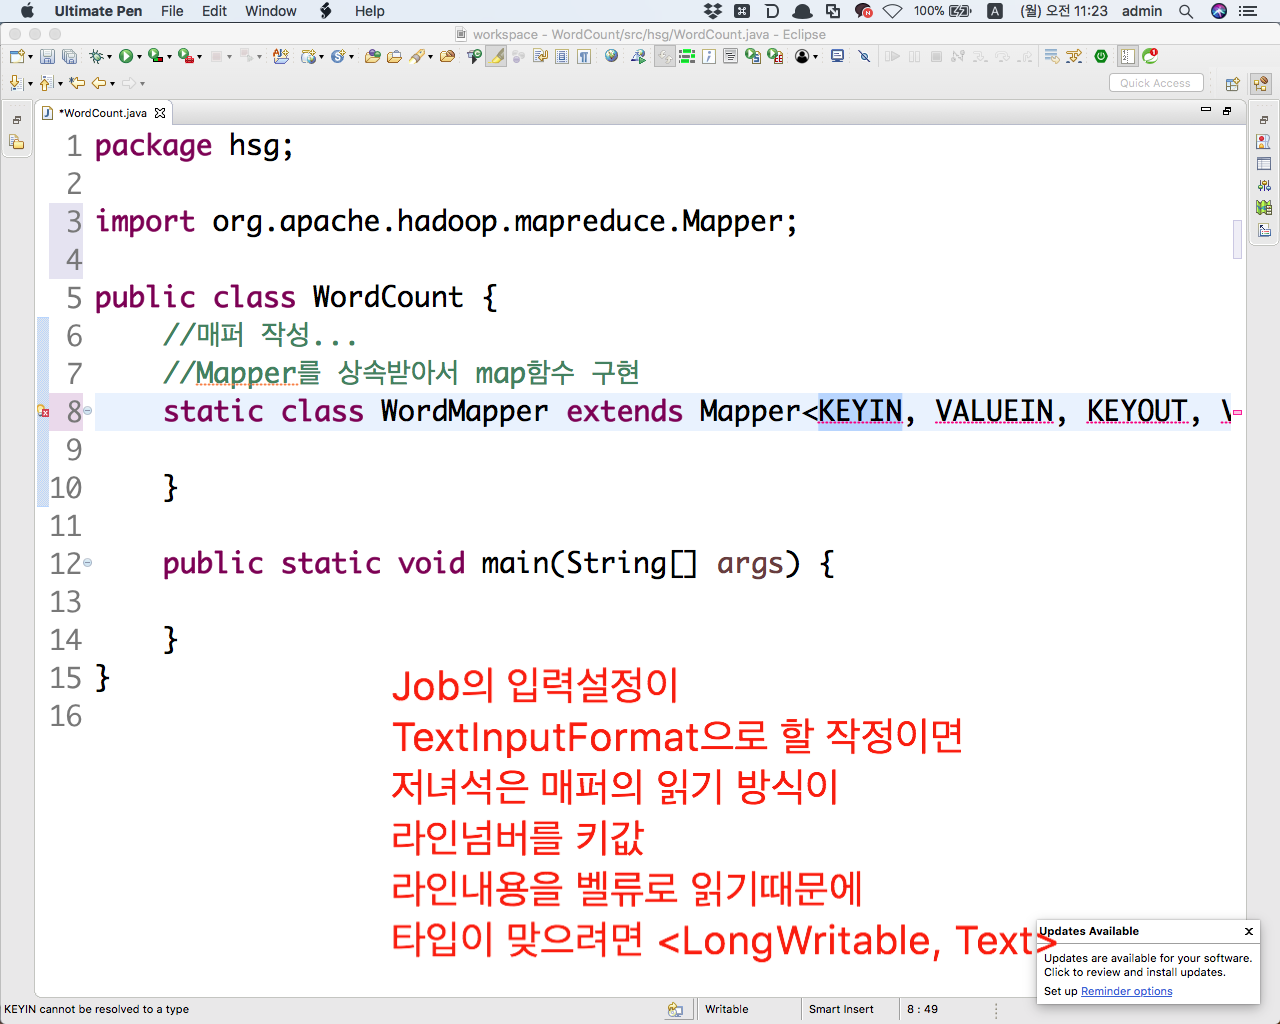 Ultimate Pen File Edit Window Help 100% A (월) 오전 11:23 admin
workspace - WordCount/src/hsg/WordCount.java - Eclipse
Quick Access
*WordCount.java
1 package hsg;
2
3 import org.apache.hadoop.mapreduce.Mapper;
4
5 public class WordCount {
6 //매퍼 작성...
7 //Mapper를 상속받아서 map함수 구현
8 static class WordMapper extends Mapper<KEYIN, VALUEIN, KEYOUT, V
9
10 }
11
12 public static void main(String[] args) {
13
14 }
15 }
16
Job의 입력설정이
TextInputFormat으로 할 작정이면
저녀석은 매퍼의 읽기 방식이
라인넘버를 키값
라인내용을 벨류로 읽기때문에
타입이 맞으려면 <LongWritable, Text>
Updates Available
Updates are available for your software.
Click to review and install updates.
Set up Reminder options
KEYIN cannot be resolved to a type Writable Smart Insert 8 : 49